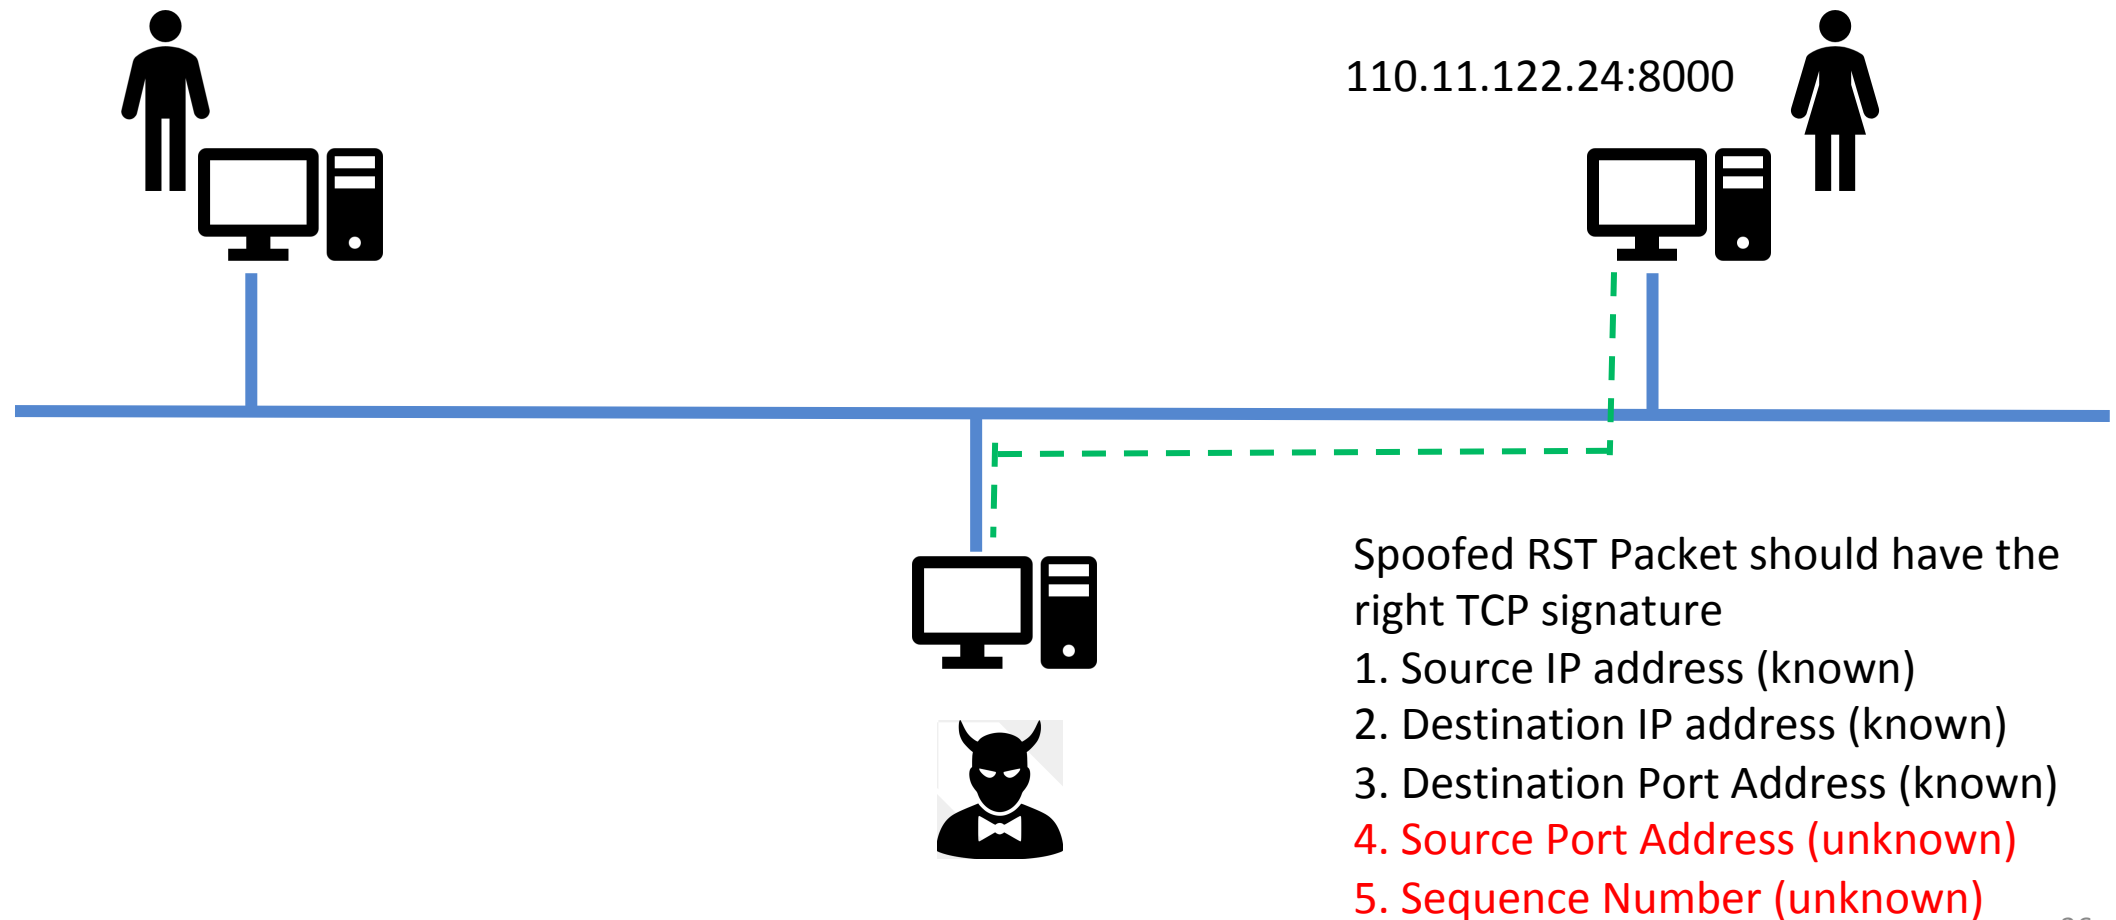 110.11.122.24:8000
Spoofed RST Packet should have the
right TCP signature
1. Source IP address (known)
2. Destination IP address (known)
3. Destination Port Address (known)
4. Source Port Address (unknown)
5. Sequence Number (unknown)